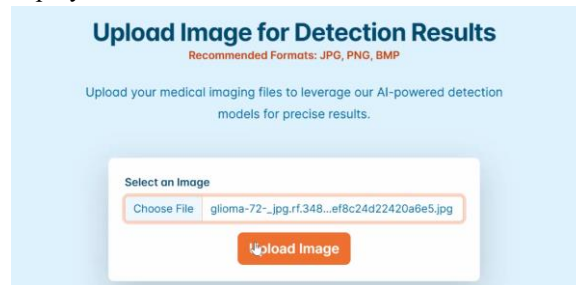 Upload Image for Detection Results
Recommended Formats: JPG, PNG, BMP
Upload your medical imaging files to leverage our AI-powered detection
models for precise results.
Select an Image
Choose File glioma-72-_jpg.rf.348...ef8c24d22420a6e5.jpg
Upload Image